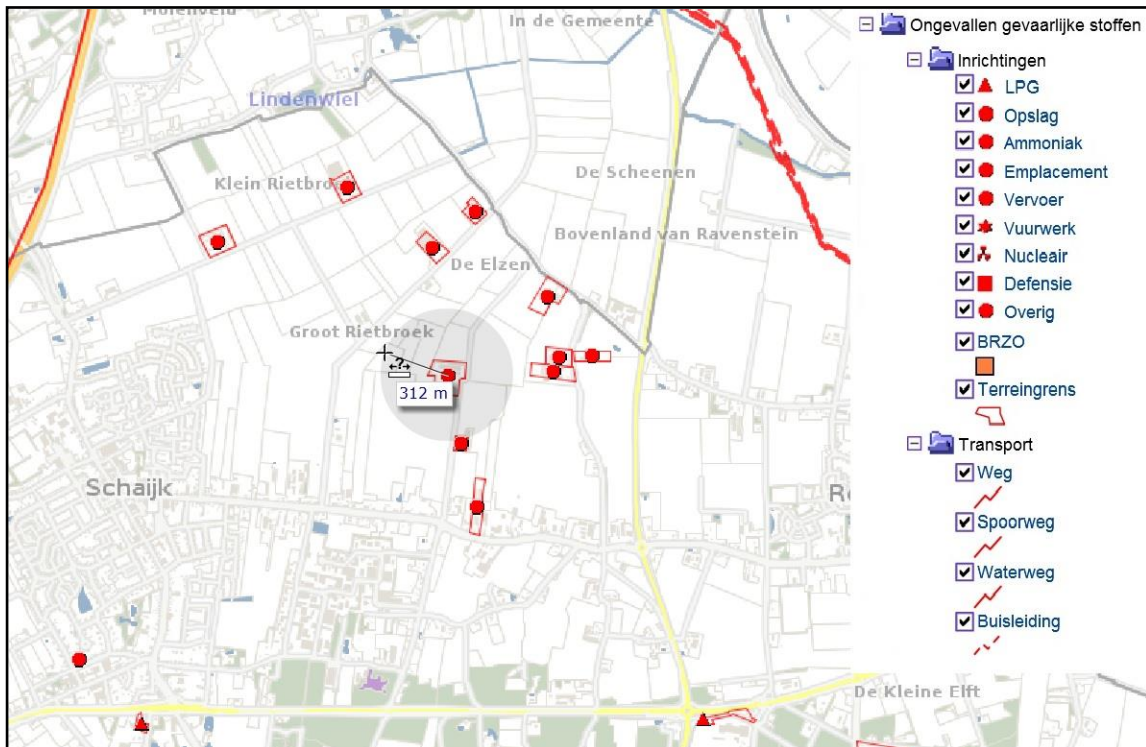 Molenveld
In de Gemeente
Lindenwiel
Klein Rietbro
De Scheenen
Bovenland van Ravenstein
De Elzen
Groot Rietbroek
?
312 m
Schaijk
De Kleine Elft
Ongevallen gevaarlijke stoffen
Inrichtingen
LPG
Opslag
Ammoniak
Emplacement
Vervoer
Vuurwerk
Nucleair
Defensie
Overig
BRZO
Terreingrens
Transport
Weg
Spoorweg
Waterweg
Buisleiding